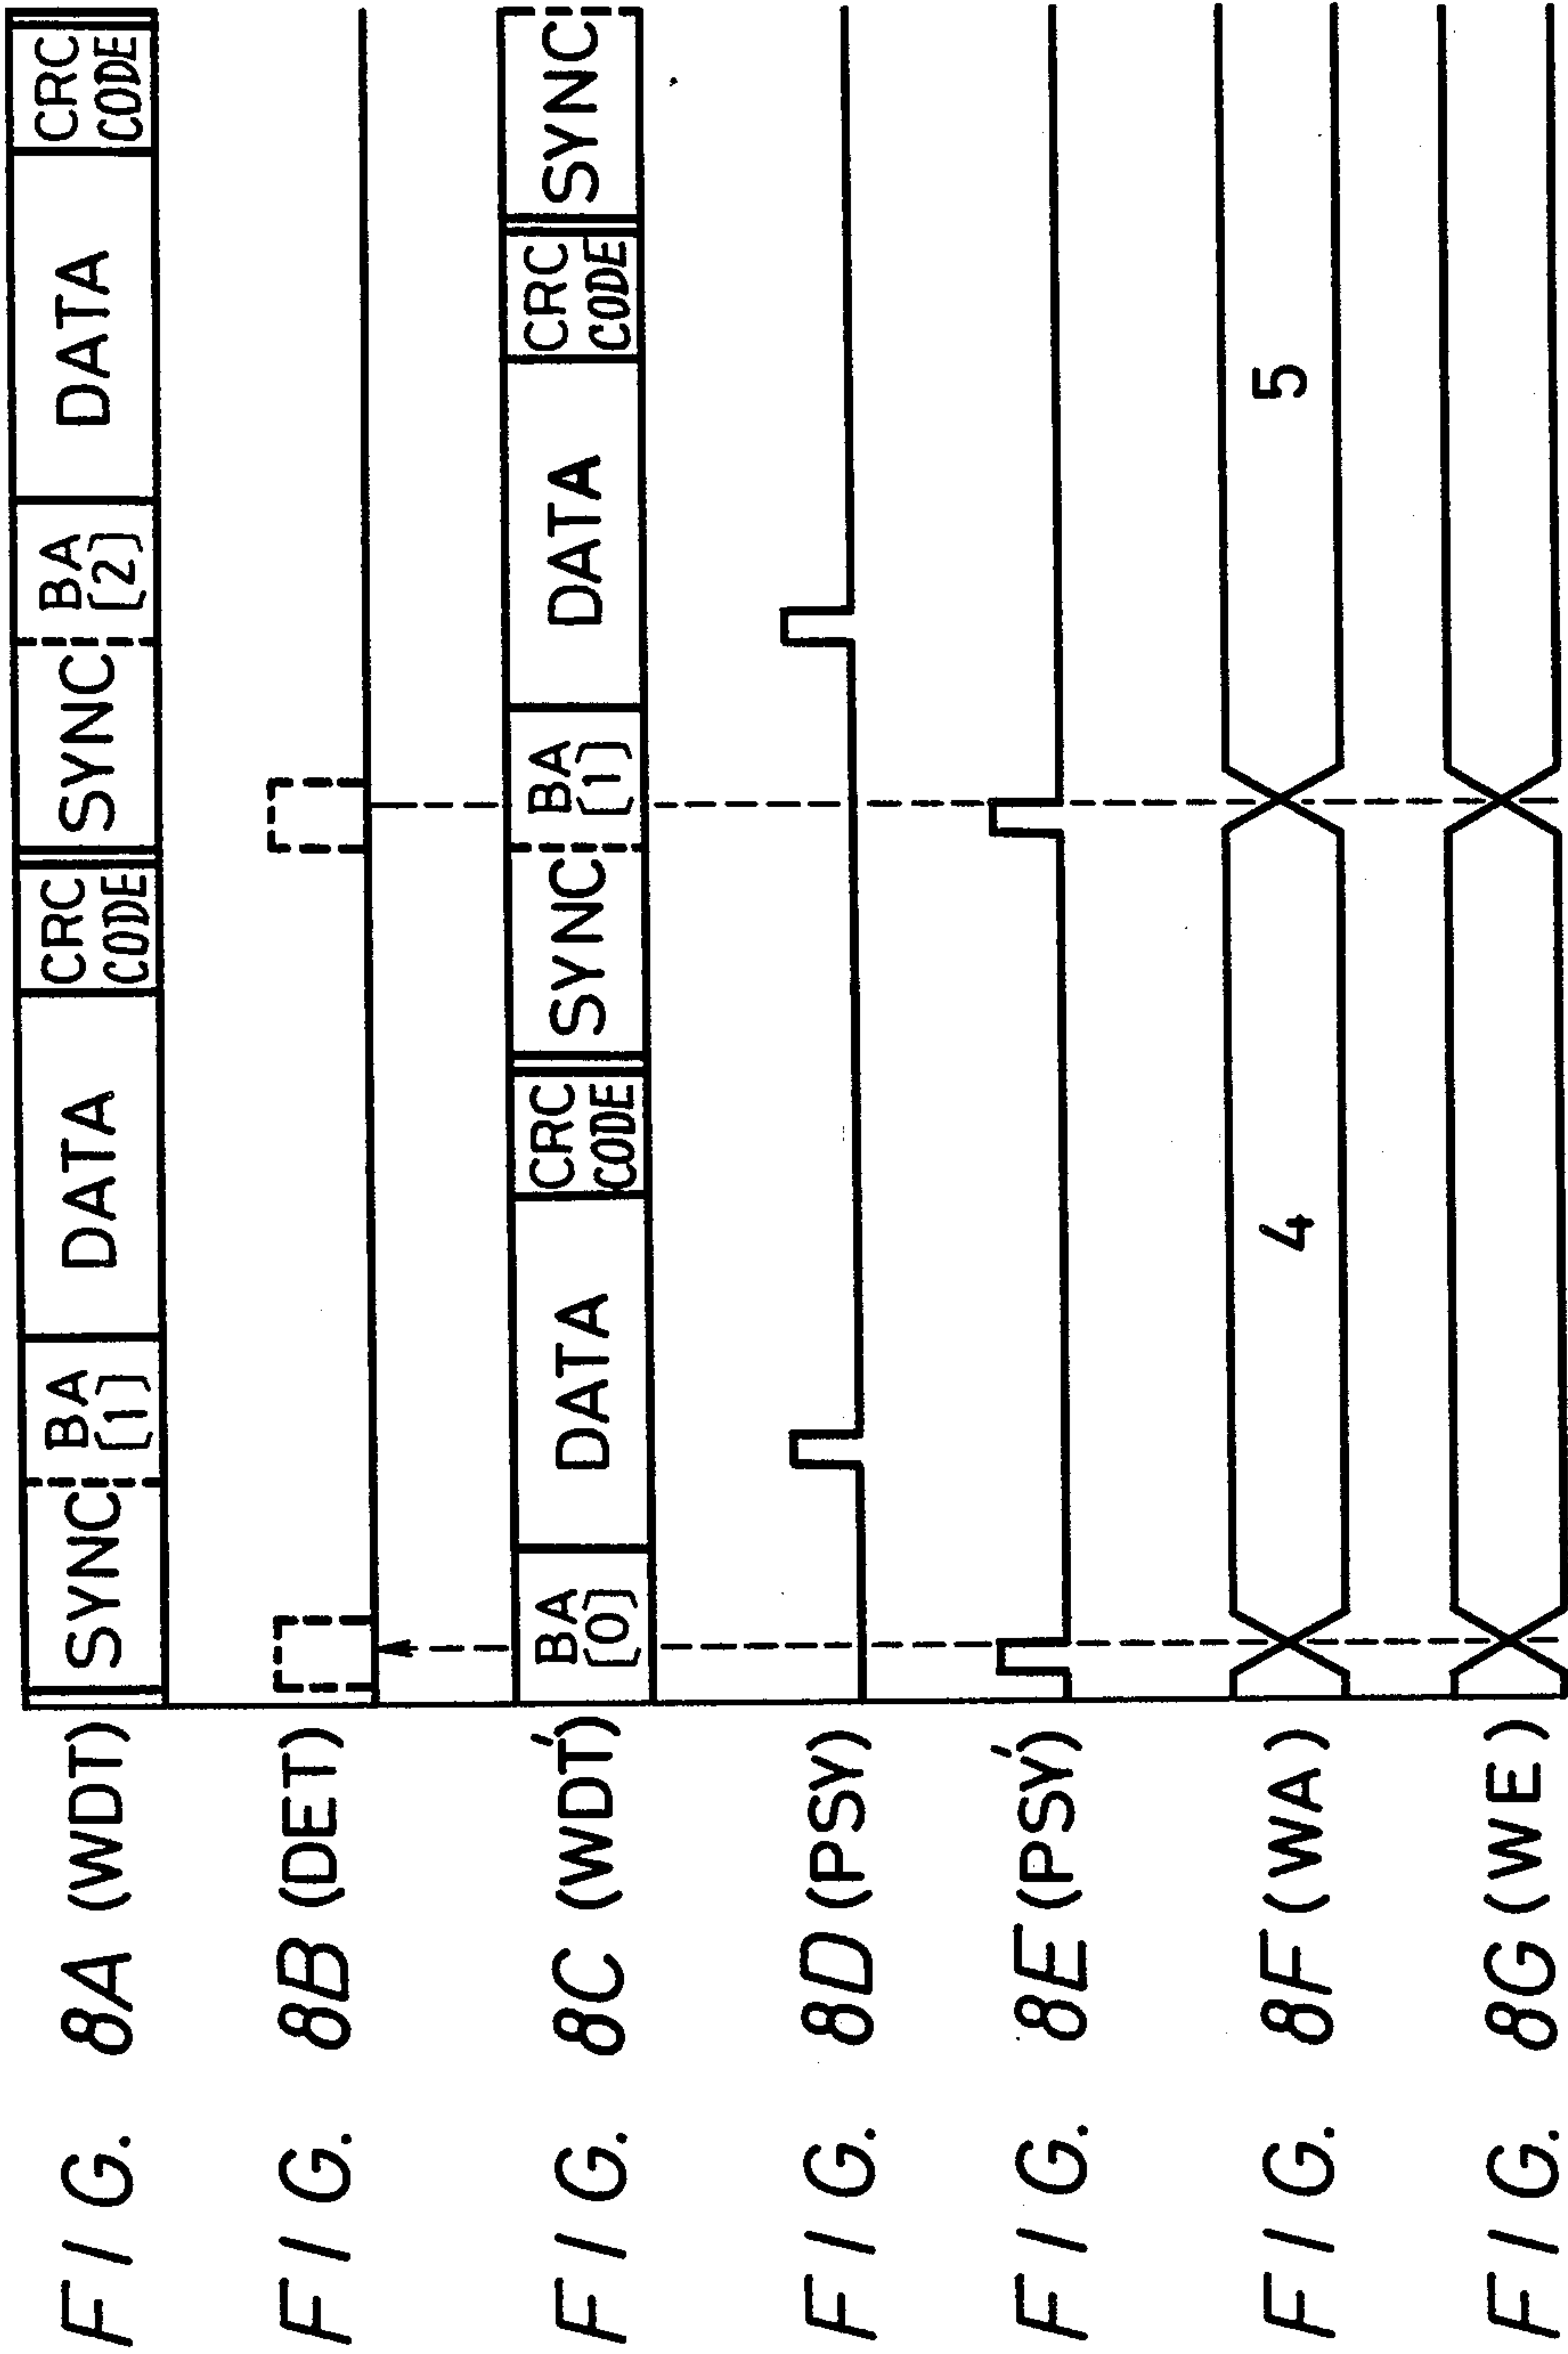 FIG. 8A (WDT)
SYNC
BA
[1]
DATA
CRC
CODE
SYNC
BA
[2]
DATA
CRC
CODE
FIG. 8B (DET)
FIG. 8C (WDT')
BA
[0]
DATA
CRC
CODE
SYNC
BA
[1]
DATA
CRC
CODE
SYNC
FIG. 8D (PSY)
FIG. 8E (PSY')
FIG. 8F (WA)
4
5
FIG. 8G (WE)